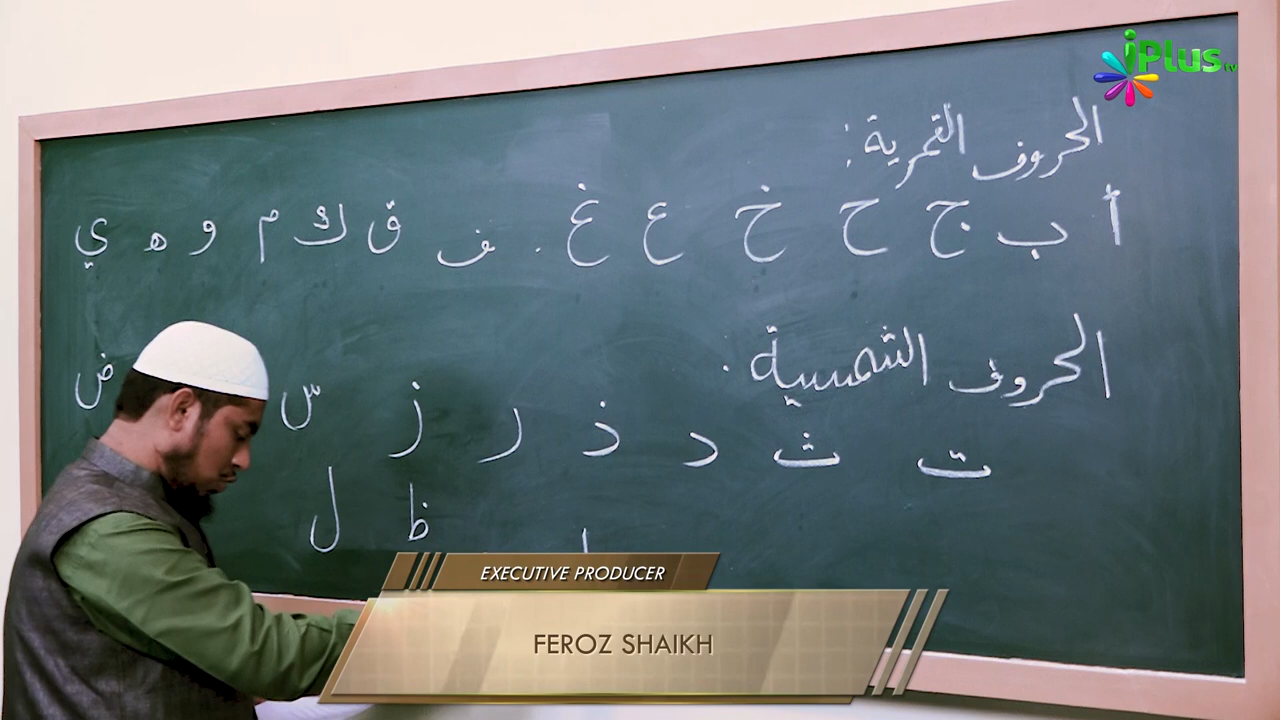 iPlus tv
الحروف القمرية:
أ ب ج ح خ ع غ . ف ق ك م و ه ي
الحروف الشمسية .
ت ث د ذ ر ز س ض
ظ ل
EXECUTIVE PRODUCER
FEROZ SHAIKH